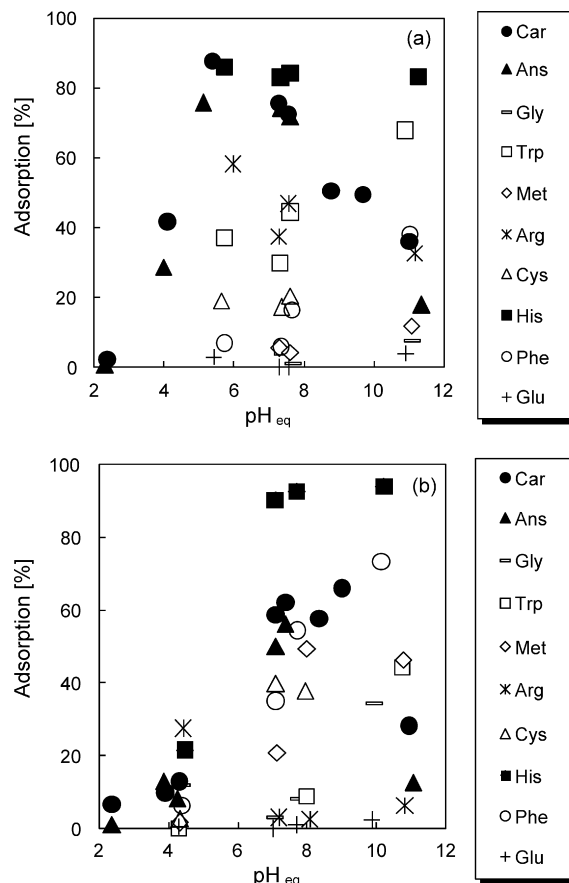 (a)
100
80
60
40
20
0
Adsorption [%]
2 4 6 8 10 12
pH eq
Car
Ans
Gly
Trp
Met
Arg
Cys
His
Phe
Glu
(b)
100
80
60
40
20
0
Adsorption [%]
2 4 6 8 10 12
pH eq
Car
Ans
Gly
Trp
Met
Arg
Cys
His
Phe
Glu